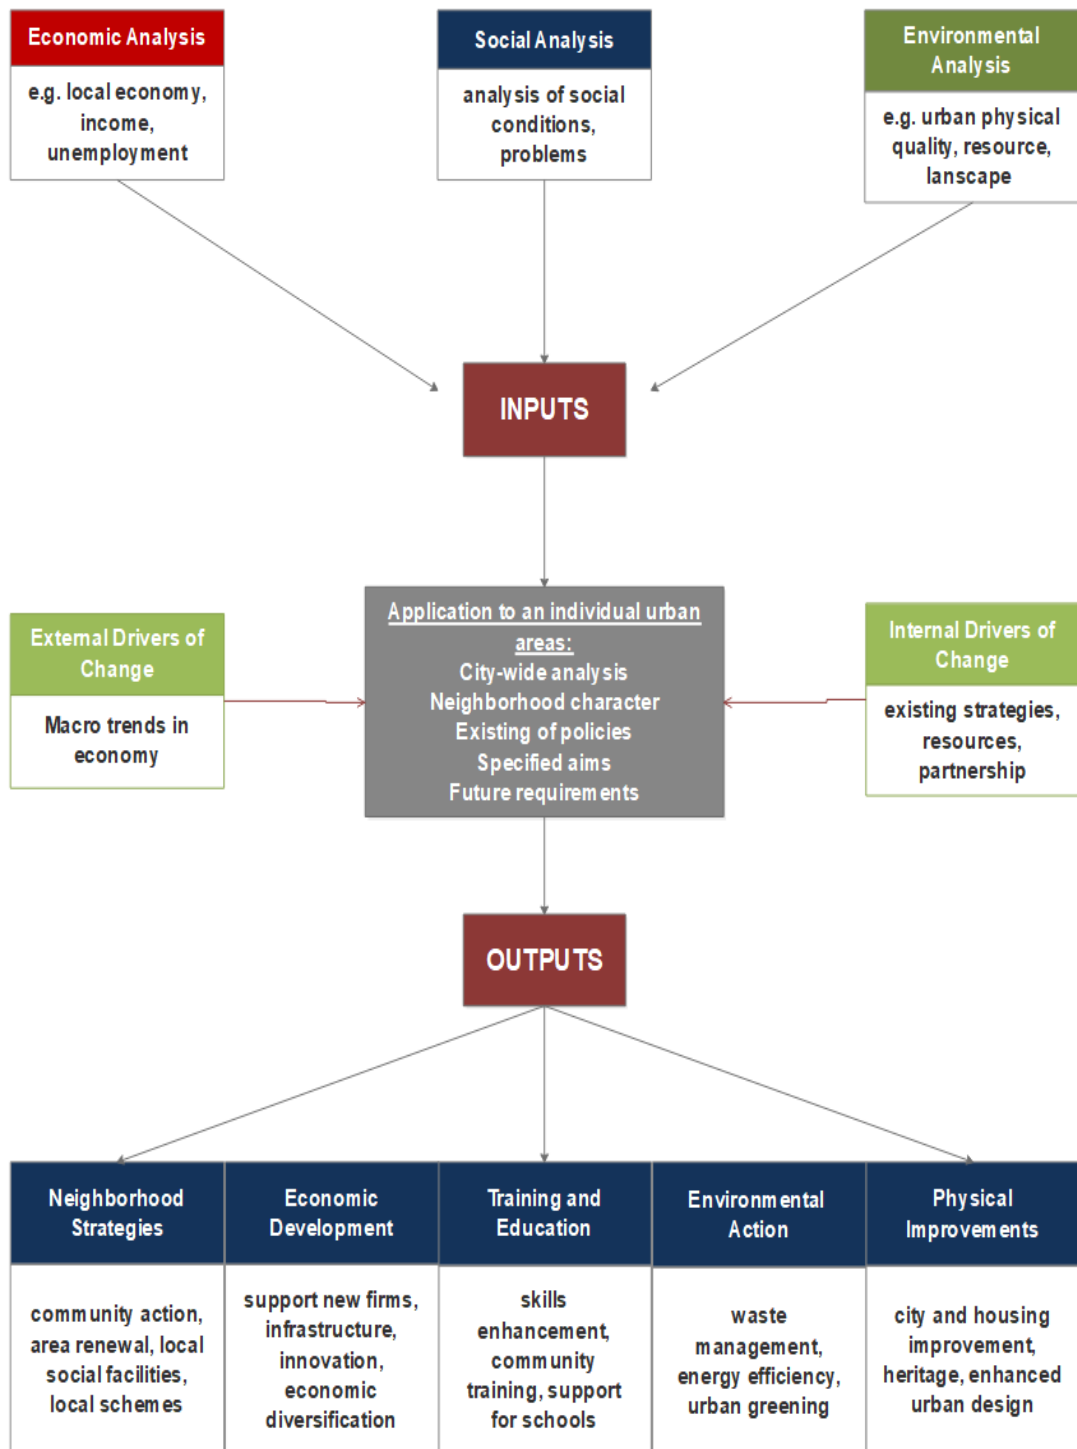 Economic Analysis
e.g. local economy,
income,
unemployment
Social Analysis
analysis of social
conditions,
problems
Environmental
Analysis
e.g. urban physical
quality, resource,
lanscape
INPUTS
External Drivers of
Change
Macro trends in
economy
Application to an individual urban
areas:
City-wide analysis
Neighborhood character
Existing of policies
Specified aims
Future requirements
Internal Drivers of
Change
existing strategies,
resources,
partnership
OUTPUTS
Neighborhood
Strategies
community action,
area renewal, local
social facilities,
local schemes
Economic
Development
support new firms,
infrastructure,
innovation,
economic
diversification
Training and
Education
skills
enhancement,
community
training, support
for schools
Environmental
Action
waste
management,
energy efficiency,
urban greening
Physical
Improvements
city and housing
improvement,
heritage, enhanced
urban design